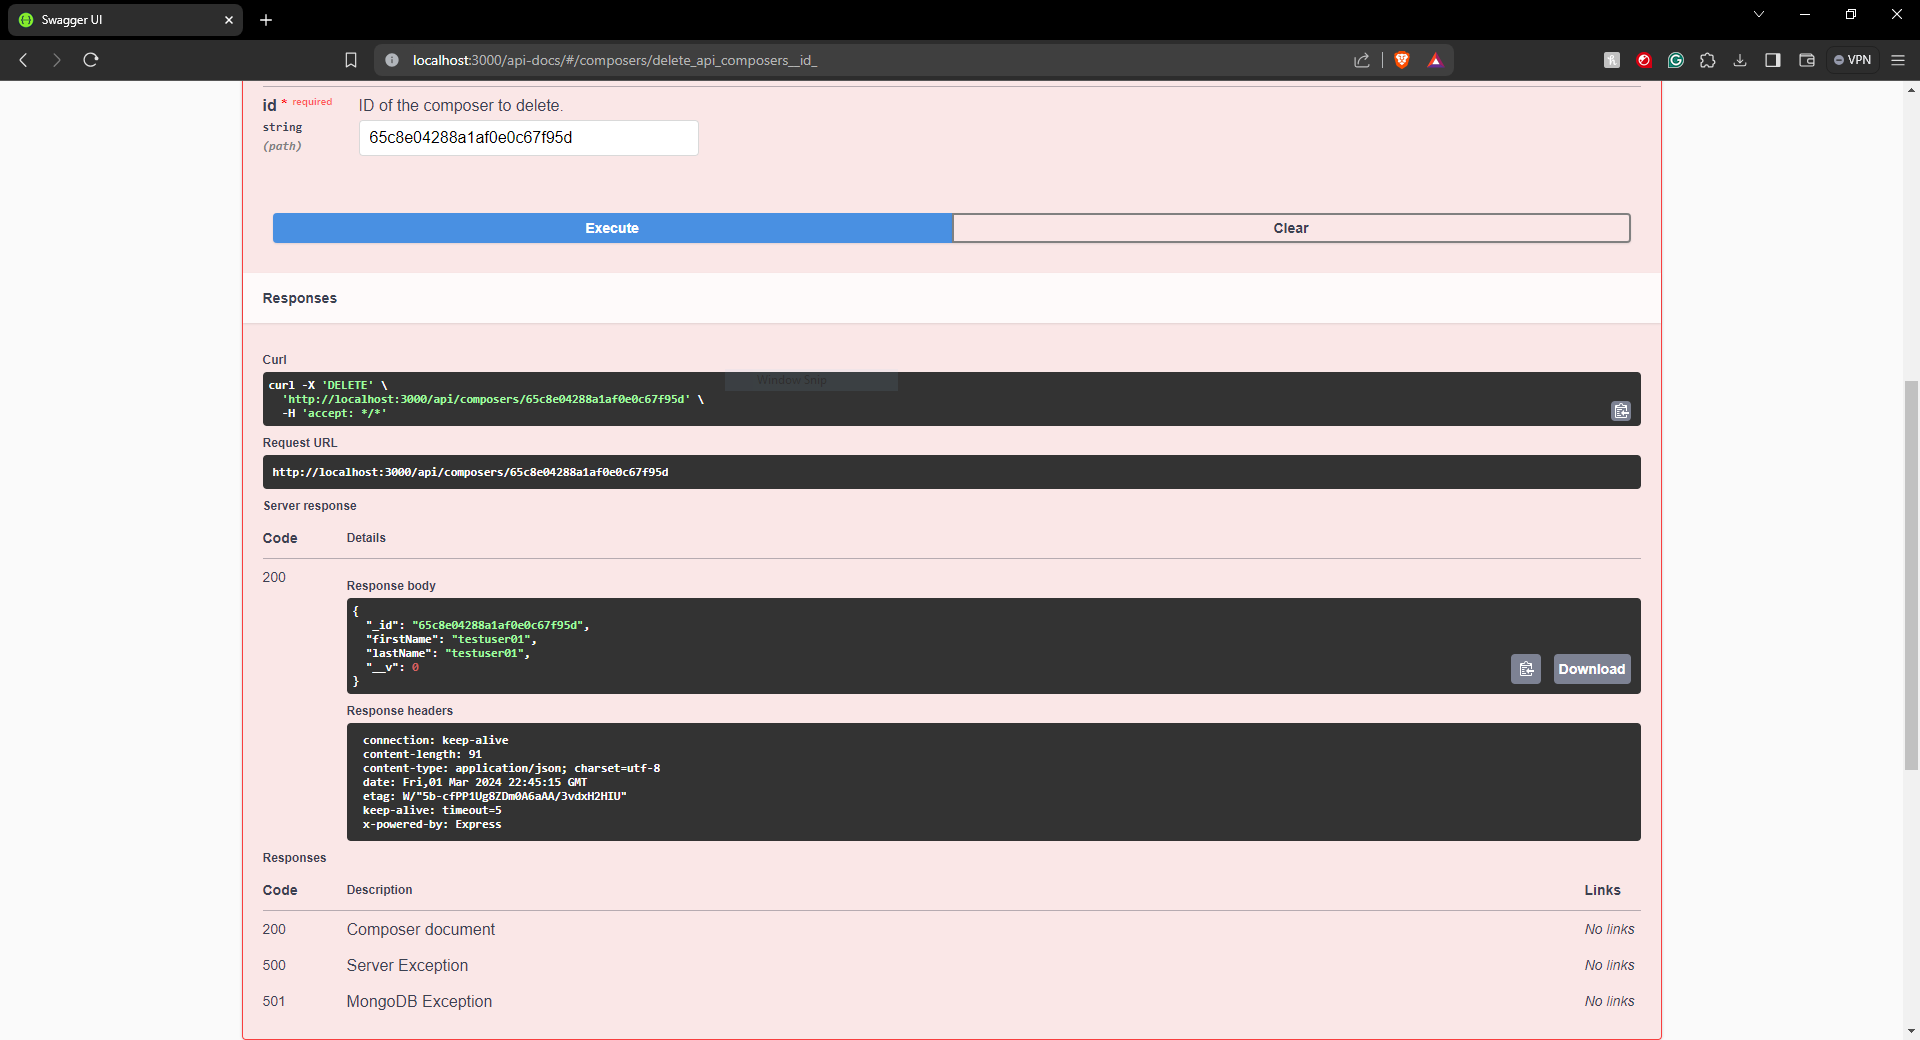 Swagger UI
localhost:3000/api-docs/#/composers/delete_api_composers__id_
VPN
id * required
ID of the composer to delete.
string
(path)
65c8e04288a1af0e0c67f95d
Execute
Clear
Responses
Curl
curl -X 'DELETE' \
Window Snip
'http://localhost:3000/api/composers/65c8e04288a1af0e0c67f95d' \
-H 'accept: */*'
Request URL
http://localhost:3000/api/composers/65c8e04288a1af0e0c67f95d
Server response
Code Details
200
Response body
{
"_id": "65c8e04288a1af0e0c67f95d",
"firstName": "testuser01",
"lastName": "testuser01",
"__v": 0
}
Download
Response headers
connection: keep-alive
content-length: 91
content-type: application/json; charset=utf-8
date: Fri,01 Mar 2024 22:45:15 GMT
etag: W/"5b-cfPP1Ug8ZDm0A6aAA/3vdxH2HIU"
keep-alive: timeout=5
x-powered-by: Express
Responses
Code Description Links
200 Composer document No links
500 Server Exception No links
501 MongoDB Exception No links